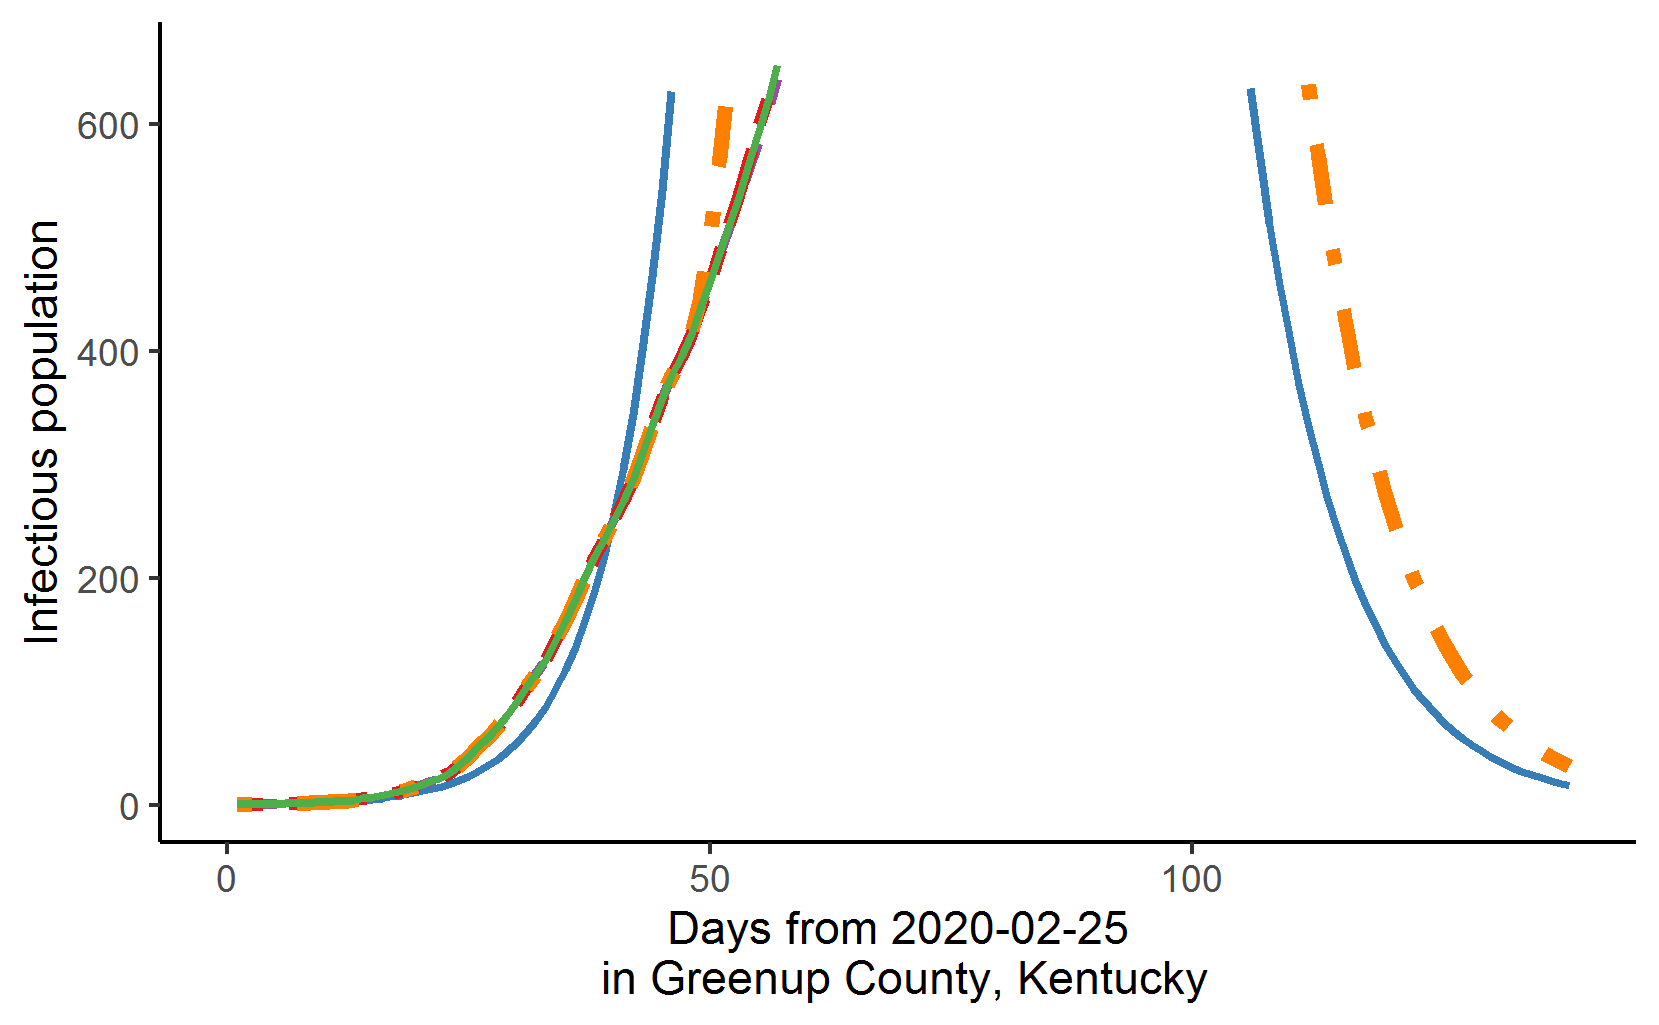 Infectious population
600
400
200
0
0 50 100
Days from 2020-02-25
in Greenup County, Kentucky